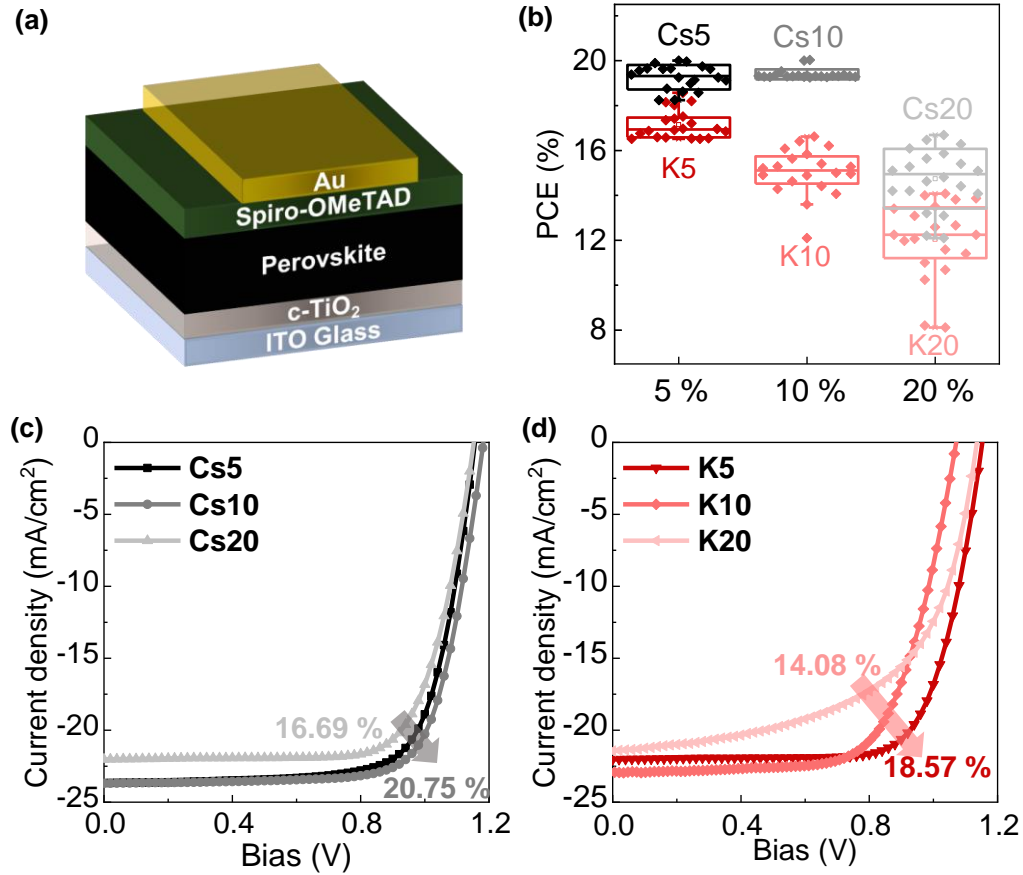 (a)
Au
Spiro-OMeTAD
Perovskite
c-TiO₂
ITO Glass
(b)
PCE (%)
20
16
12
8
Cs5
Cs10
Cs20
K5
K10
K20
5 %
10 %
20 %
(c)
Current density (mA/cm²)
0
-5
-10
-15
-20
-25
Cs5
Cs10
Cs20
16.69 %
20.75 %
0.0
0.4
0.8
1.2
Bias (V)
(d)
Current density (mA/cm²)
0
-5
-10
-15
-20
-25
K5
K10
K20
14.08 %
18.57 %
0.0
0.4
0.8
1.2
Bias (V)